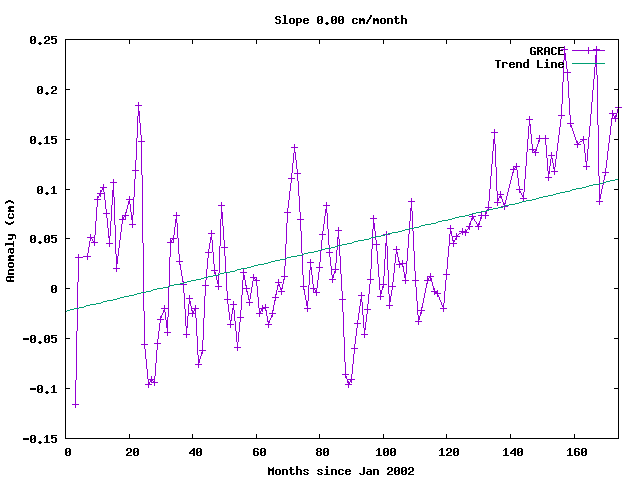 Slope 0.00 cm/month
0.25
GRACE
Trend Line
0.2
0.15
0.1
0.05
0
-0.05
-0.1
-0.15
Anomaly (cm)
0 20 40 60 80 100 120 140 160
Months since Jan 2002